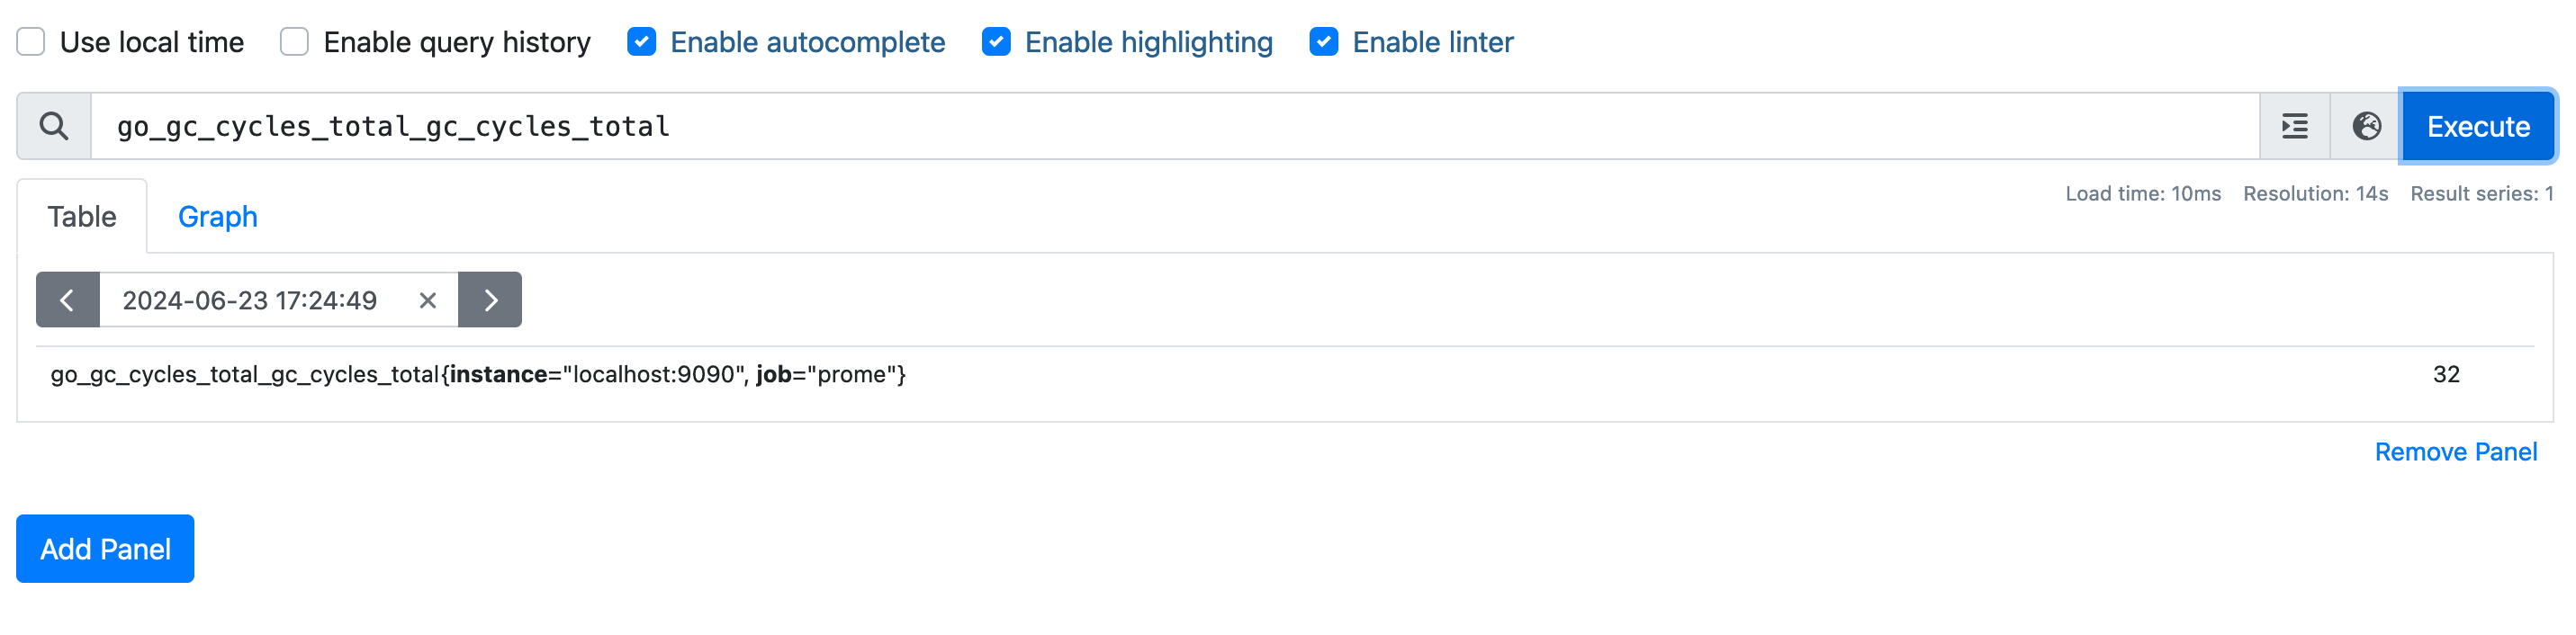 Use local time Enable query history Enable autocomplete Enable highlighting Enable linter
go_gc_cycles_total_gc_cycles_total Execute
Table Graph Load time: 10ms Resolution: 14s Result series: 1
2024-06-23 17:24:49
go_gc_cycles_total_gc_cycles_total{instance="localhost:9090", job="prome"} 32
Remove Panel
Add Panel